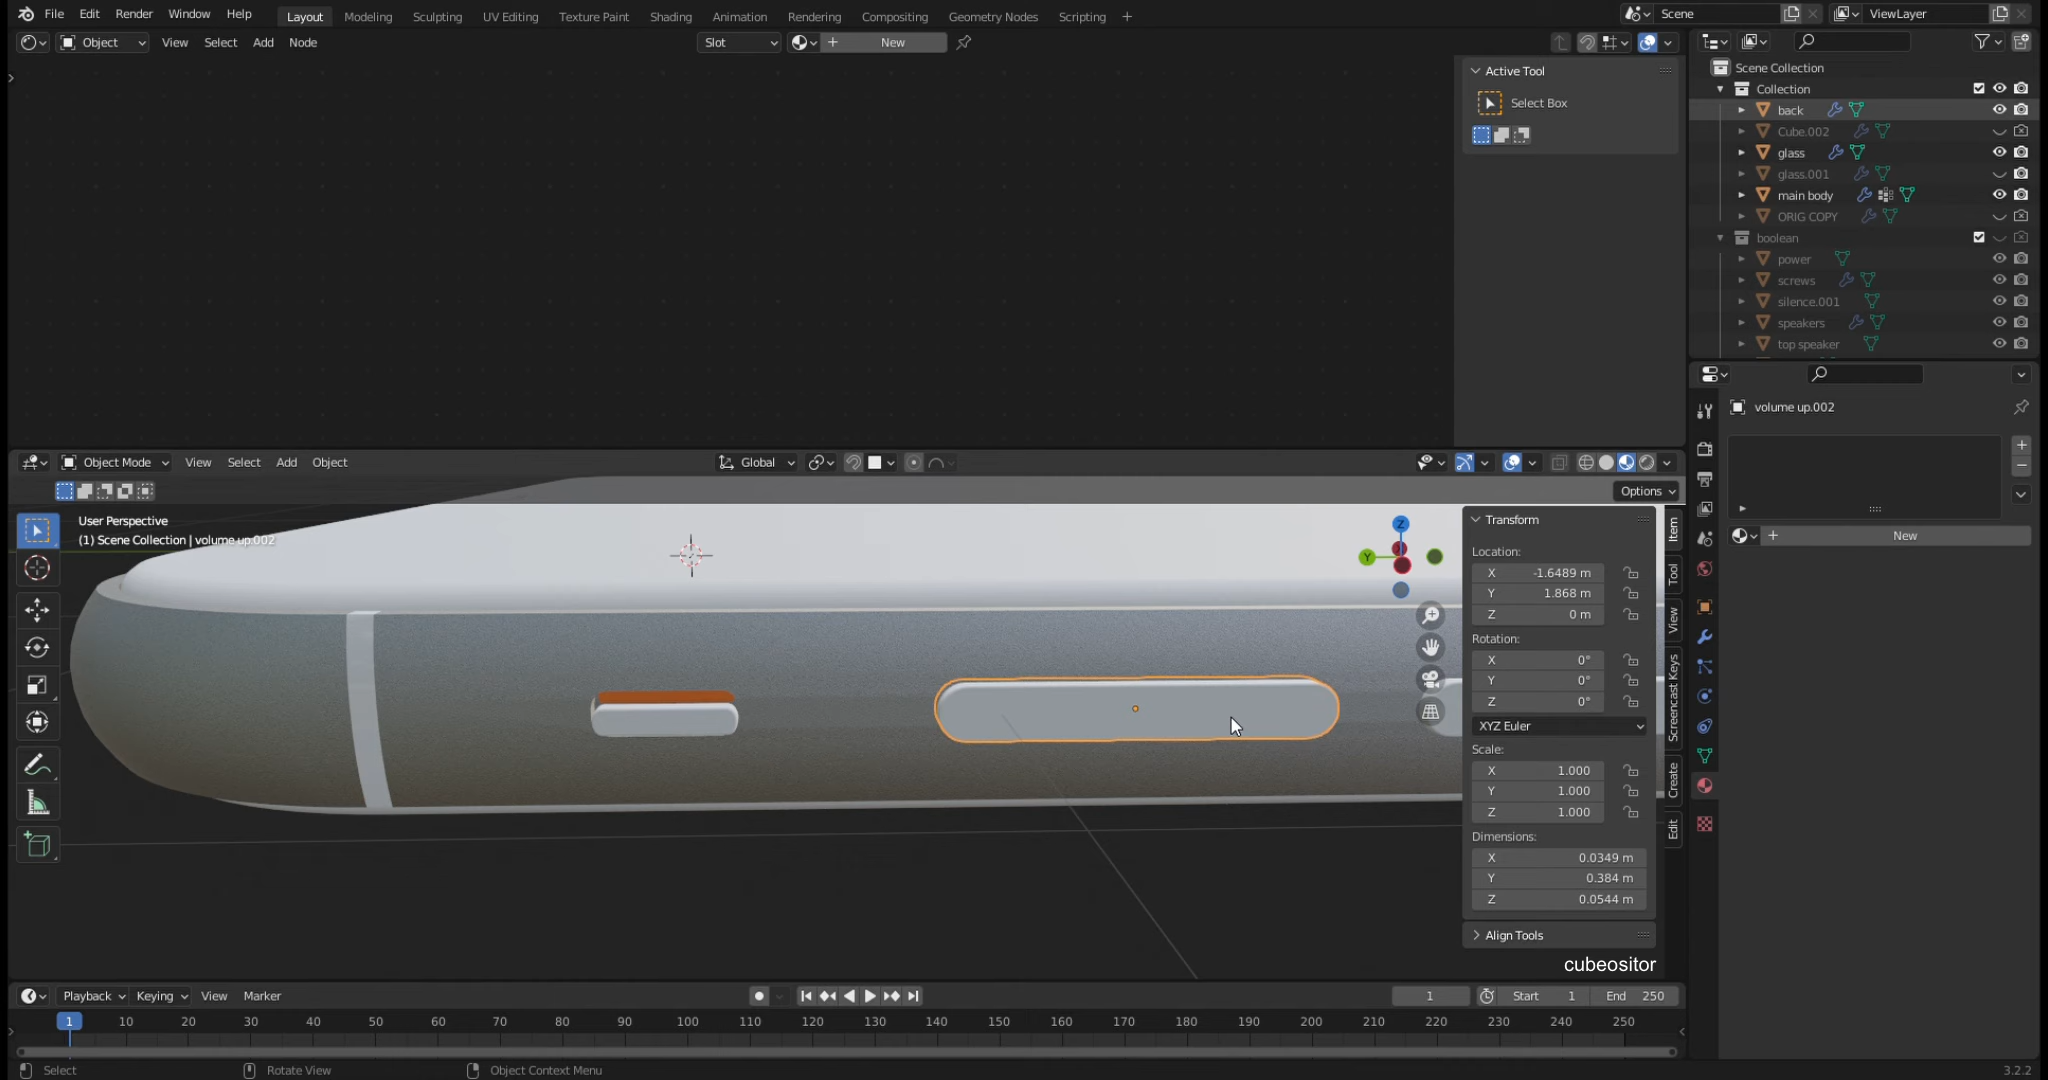 File Edit Render Window Help Layout Modeling Sculpting UV Editing Texture Paint Shading Animation Rendering Compositing Geometry Nodes Scripting + Scene ViewLayer
Object View Select Add Node Slot New
Active Tool
Select Box
Scene Collection
Collection
back
Cube.002
glass
glass.001
main body
ORIG COPY
boolean
power
screws
silence.001
speakers
top speaker
volume up.002
New
Object Mode View Select Add Object Global
Options
User Perspective
(1) Scene Collection | volume up.002
Z
Y
Transform
Location:
X -1.6489 m
Y 1.868 m
Z 0 m
Rotation:
X 0°
Y 0°
Z 0°
XYZ Euler
Scale:
X 1.000
Y 1.000
Z 1.000
Dimensions:
X 0.0349 m
Y 0.384 m
Z 0.0544 m
Align Tools
Item
Tool
View
Screencast Keys
Create
Edit
cubeositor
Playback Keying View Marker 1 Start 1 End 250
1 10 20 30 40 50 60 70 80 90 100 110 120 130 140 150 160 170 180 190 200 210 220 230 240 250
Select Rotate View Object Context Menu 3.2.2